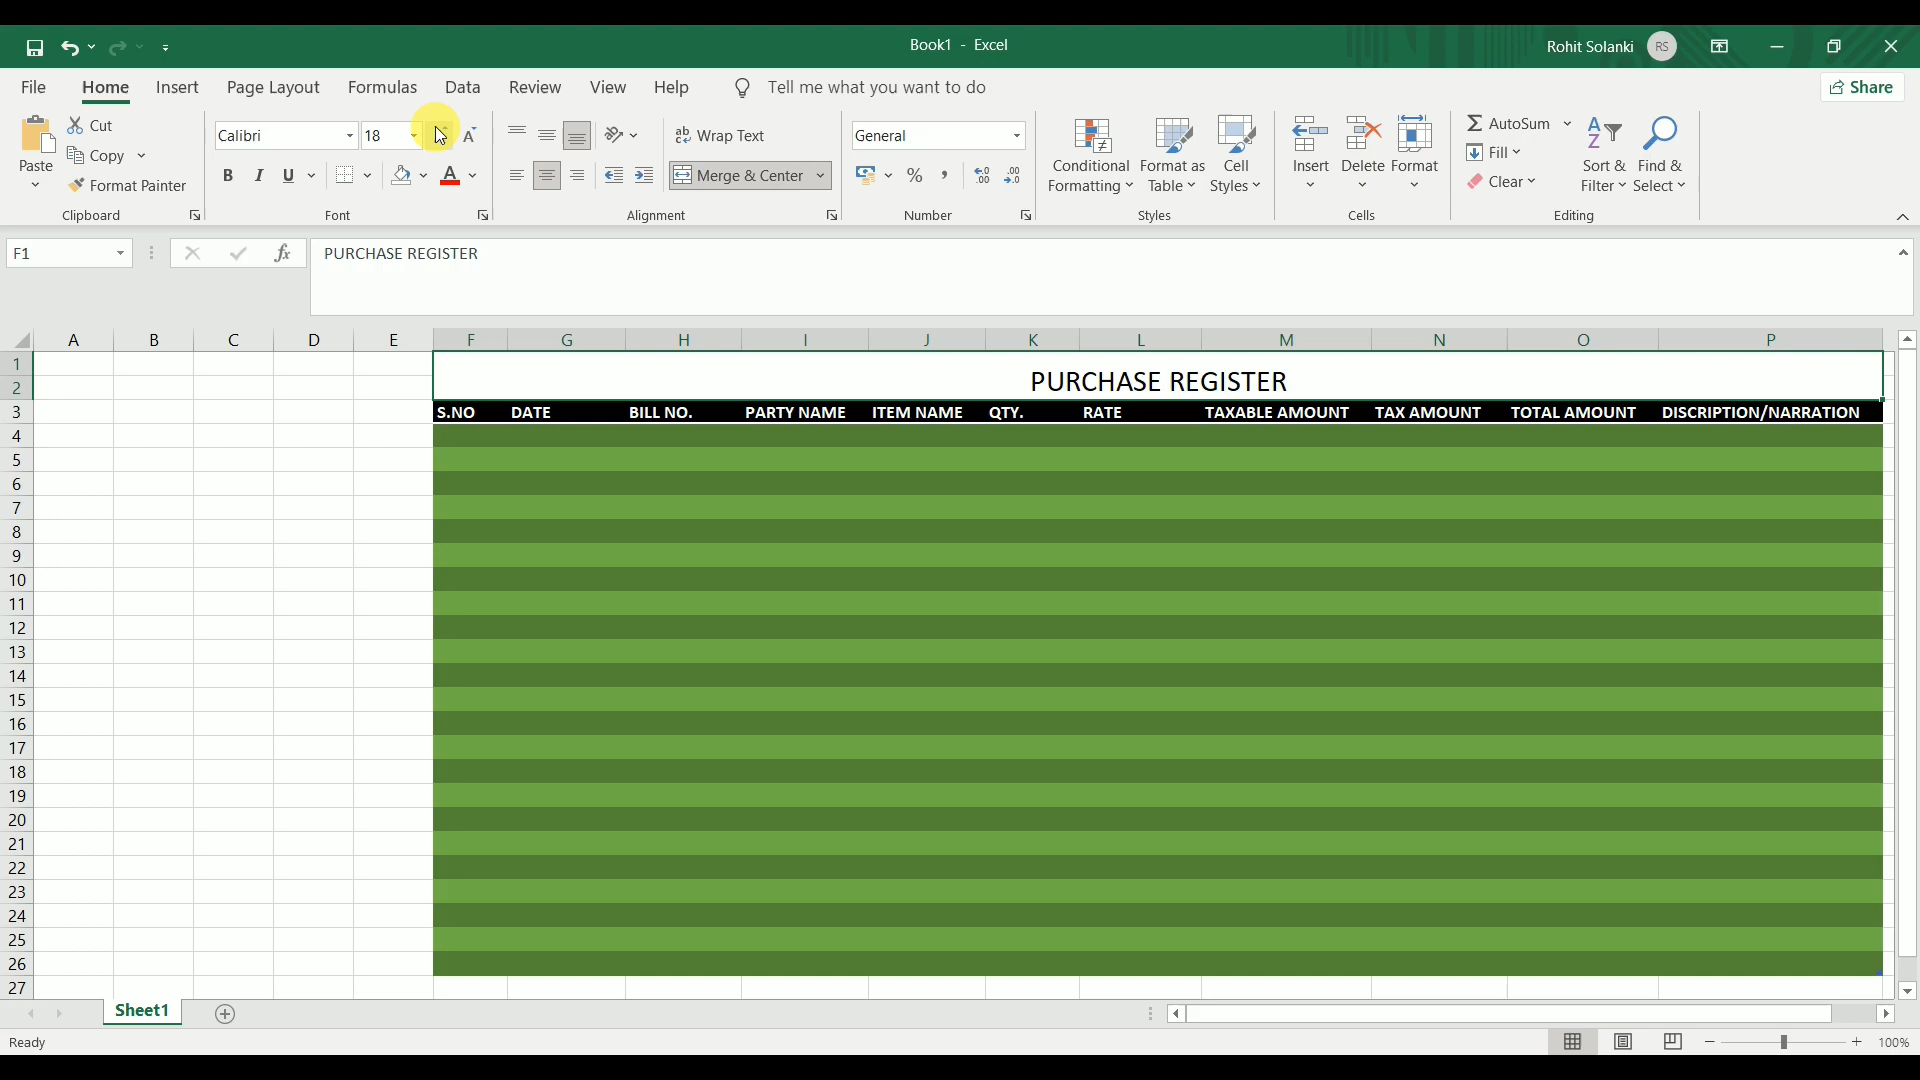 Book1 - Excel
Rohit Solanki RS
File Home Insert Page Layout Formulas Data Review View Help Tell me what you want to do Share
Paste
Cut
Copy
Format Painter
Clipboard
Calibri 18
B I U A
Font
ab Wrap Text
Merge & Center
Alignment
General
% ,
Number
Conditional Formatting
Format as Table
Cell Styles
Styles
Insert Delete Format
Cells
AutoSum
Fill
Clear
Sort & Filter
Find & Select
Editing
F1 fx PURCHASE REGISTER
A B C D E F G H I J K L M N O P
1
PURCHASE REGISTER
2
3 S.NO DATE BILL NO. PARTY NAME ITEM NAME QTY. RATE TAXABLE AMOUNT TAX AMOUNT TOTAL AMOUNT DISCRIPTION/NARRATION
4
5
6
7
8
9
10
11
12
13
14
15
16
17
18
19
20
21
22
23
24
25
26
27
Sheet1
Ready 100%